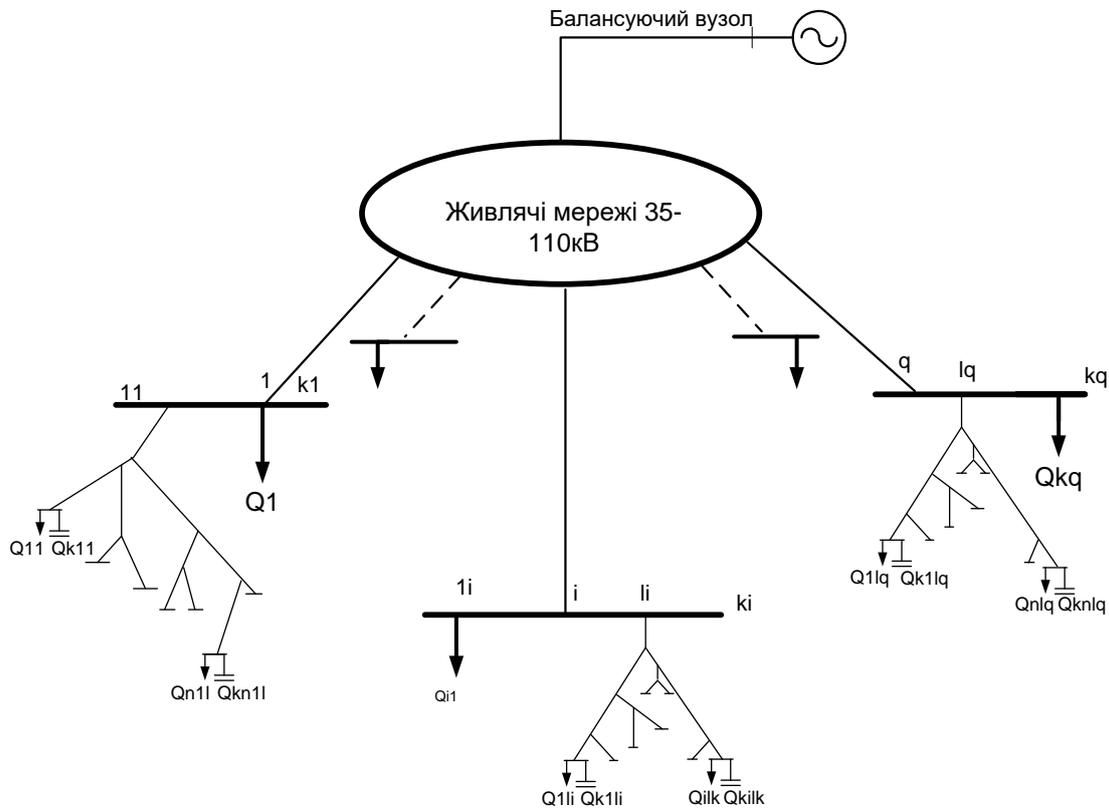 Балансуючий вузол
Живлячі мережі 35-
110кВ
11
1
k1
Q1
Q11
Qk11
Qn1l
Qkn1l
q
lq
kq
Qkq
Q1lq
Qk1lq
Qnlq
Qknlq
1i
i
li
ki
Qi1
Q1li
Qk1li
Qilk
Qkilk